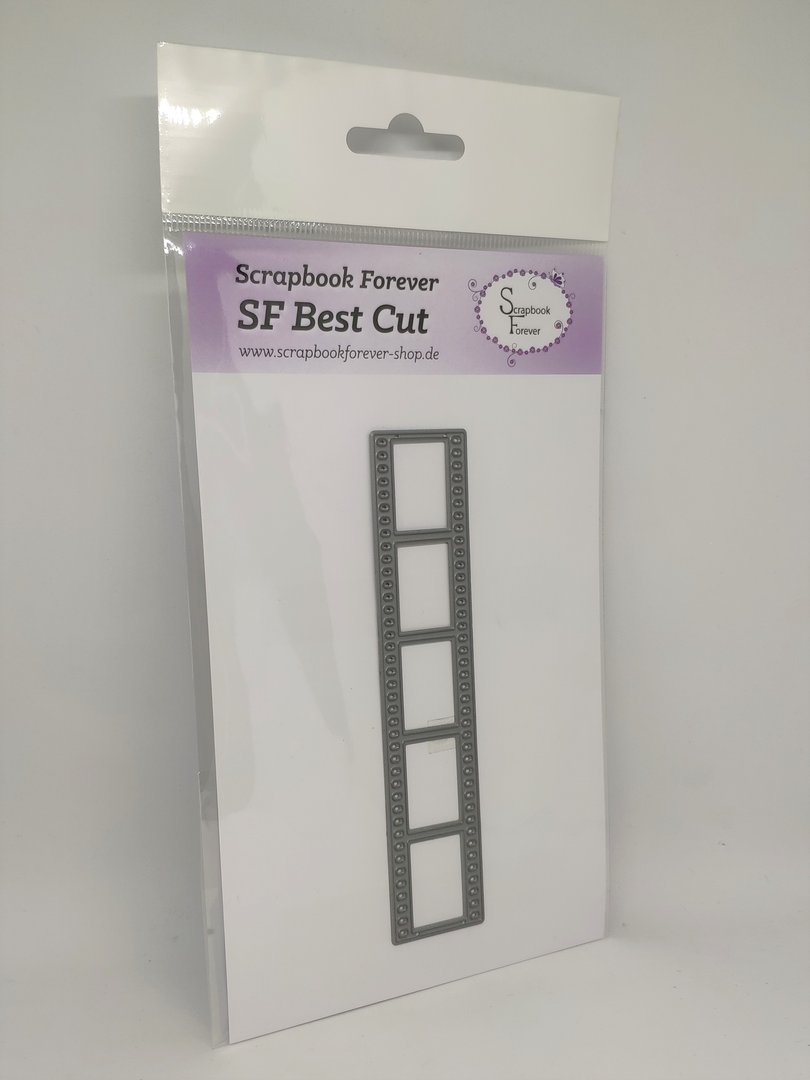 Scrapbook Forever
SF Best Cut
www.scrapbookforever-shop.de
Scrapbook
Forever